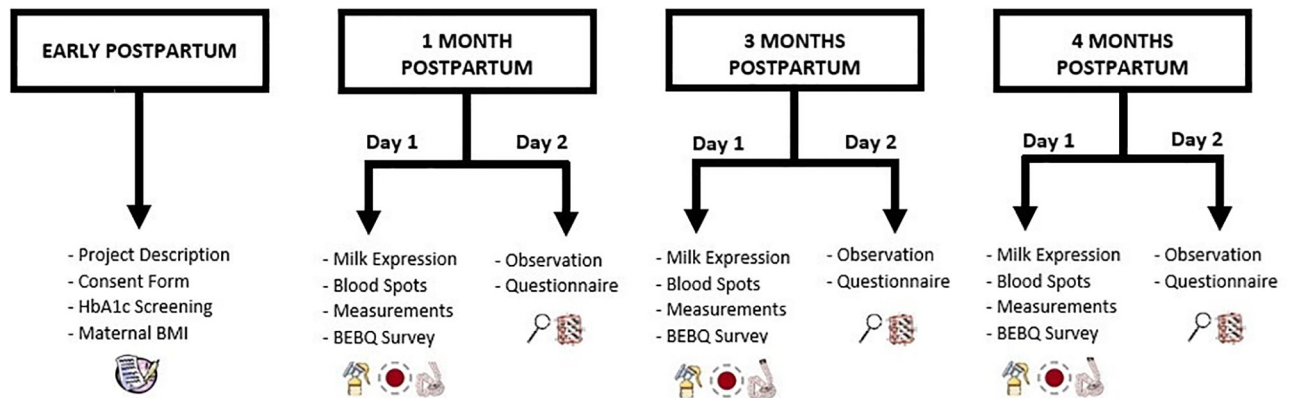 EARLY POSTPARTUM
- Project Description
- Consent Form
- HbA1c Screening
- Maternal BMI
1 MONTH
POSTPARTUM
Day 1
- Milk Expression
- Blood Spots
- Measurements
- BEBQ Survey
Day 2
- Observation
- Questionnaire
3 MONTHS
POSTPARTUM
Day 1
- Milk Expression
- Blood Spots
- Measurements
- BEBQ Survey
Day 2
- Observation
- Questionnaire
4 MONTHS
POSTPARTUM
Day 1
- Milk Expression
- Blood Spots
- Measurements
- BEBQ Survey
Day 2
- Observation
- Questionnaire